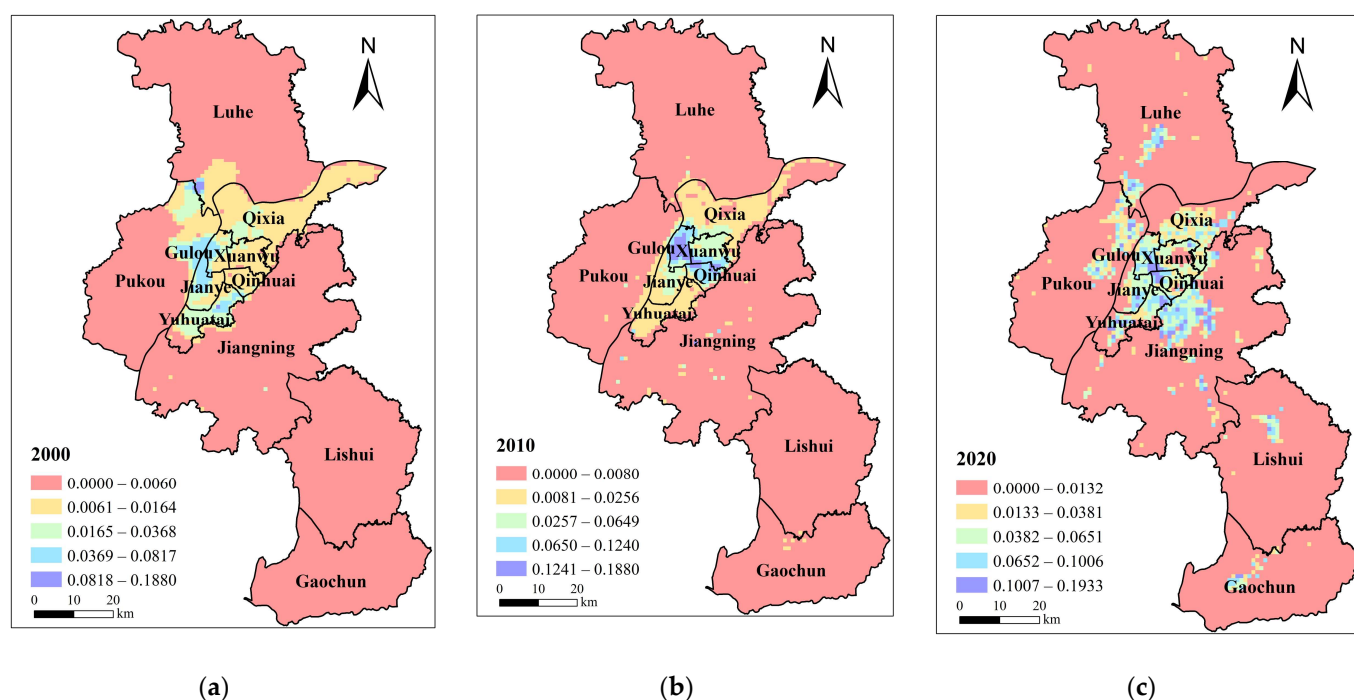 N
Luhe
Qixia
Gulou
Xuanwu
Pukou
Jianye
Qinhuai
Yuhuatai
Jiangning
Lishui
Gaochun
2000
0.0000 – 0.0060
0.0061 – 0.0164
0.0165 – 0.0368
0.0369 – 0.0817
0.0818 – 0.1880
0 10 20
km
(a)
N
Luhe
Qixia
Gulou
Xuanwu
Pukou
Jianye
Qinhuai
Yuhuatai
Jiangning
Lishui
Gaochun
2010
0.0000 – 0.0080
0.0081 – 0.0256
0.0257 – 0.0649
0.0650 – 0.1240
0.1241 – 0.1880
0 10 20
km
(b)
N
Luhe
Qixia
Gulou
Xuanwu
Pukou
Jianye
Qinhuai
Yuhuatai
Jiangning
Lishui
Gaochun
2020
0.0000 – 0.0132
0.0133 – 0.0381
0.0382 – 0.0651
0.0652 – 0.1006
0.1007 – 0.1933
0 10 20
km
(c)